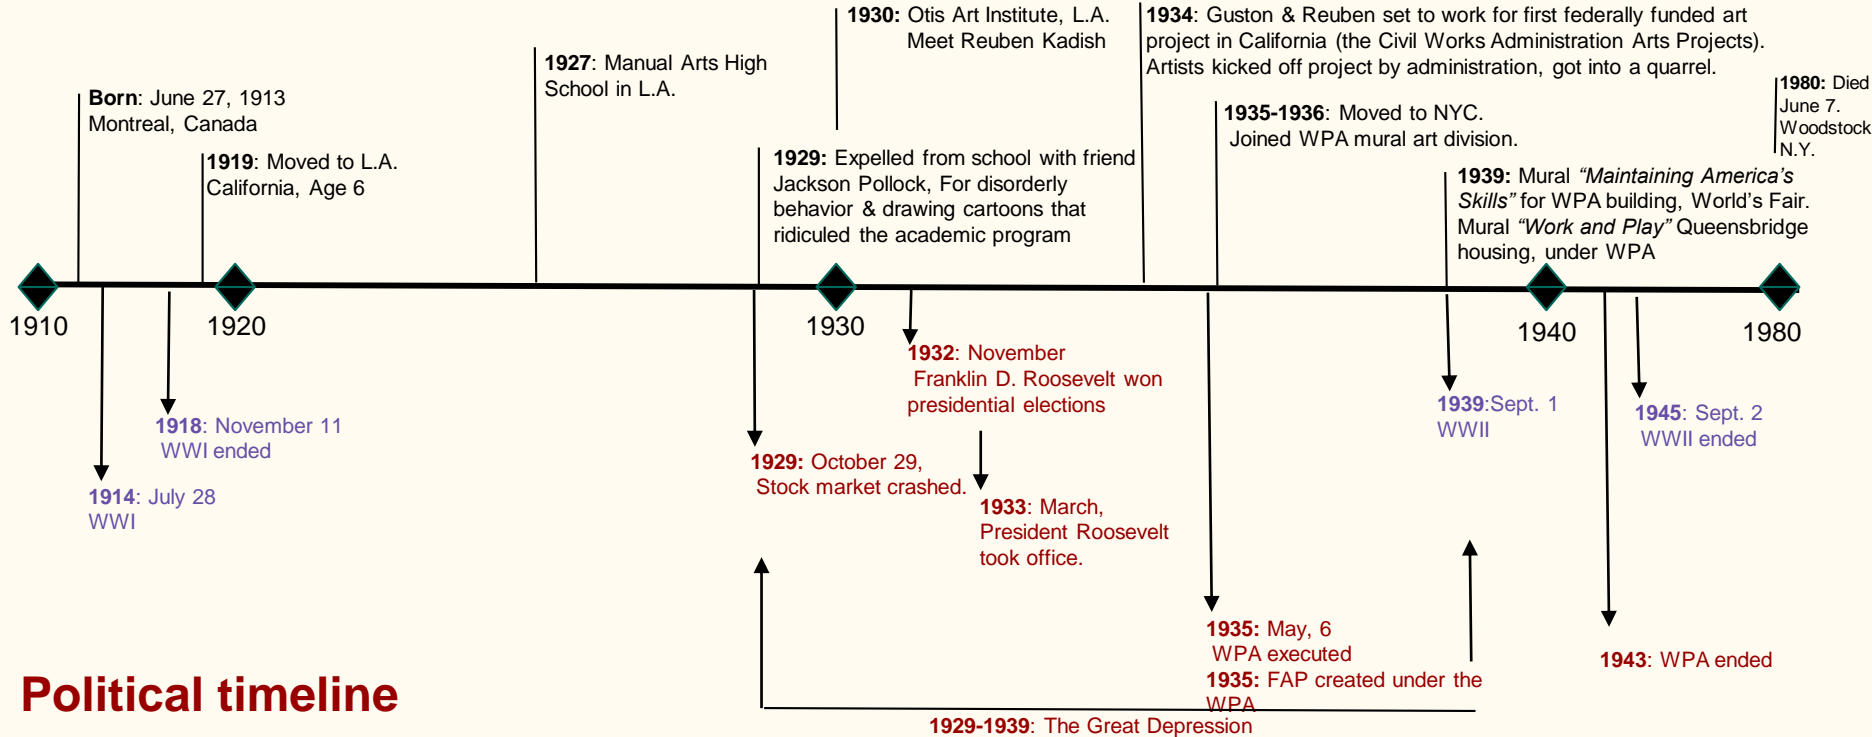 1930: Otis Art Institute, L.A.
Meet Reuben Kadish
1934: Guston & Reuben set to work for first federally funded art
project in California (the Civil Works Administration Arts Projects).
Artists kicked off project by administration, got into a quarrel.
1927: Manual Arts High
School in L.A.
1980: Died
June 7.
Woodstock
N.Y.
Born: June 27, 1913
Montreal, Canada
1935-1936: Moved to NYC.
Joined WPA mural art division.
1919: Moved to L.A.
California, Age 6
1929: Expelled from school with friend
Jackson Pollock, For disorderly
behavior & drawing cartoons that
ridiculed the academic program
1939: Mural “Maintaining America’s
Skills” for WPA building, World’s Fair.
Mural “Work and Play” Queensbridge
housing, under WPA
1910
1920
1930
1940
1980
1932: November
Franklin D. Roosevelt won
presidential elections
1918: November 11
WWI ended
1939:Sept. 1
WWII
1945: Sept. 2
WWII ended
1929: October 29,
Stock market crashed.
1914: July 28
WWI
1933: March,
President Roosevelt
took office.
1935: May, 6
WPA executed
1935: FAP created under the
WPA
1943: WPA ended
Political timeline
1929-1939: The Great Depression